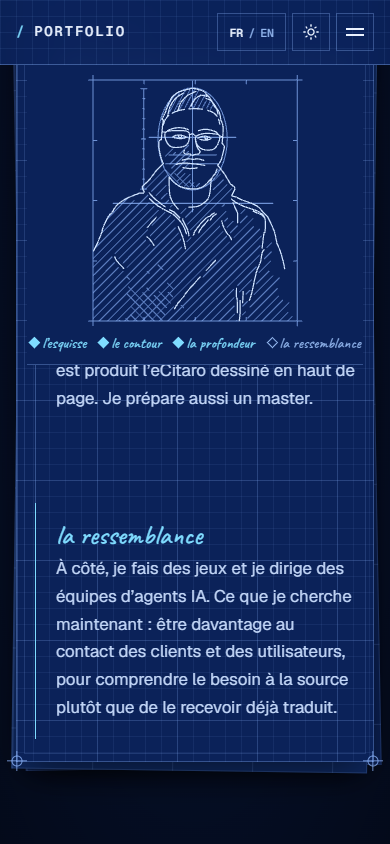 / PORTFOLIO
FR / EN
l'esquisse le contour la profondeur la ressemblance
est produit l'eCitaro dessiné en haut de
page. Je prépare aussi un master.
la ressemblance
À côté, je fais des jeux et je dirige des
équipes d’agents IA. Ce que je cherche
maintenant : être davantage au
contact des clients et des utilisateurs,
pour comprendre le besoin à la source
plutôt que de le recevoir déjà traduit.